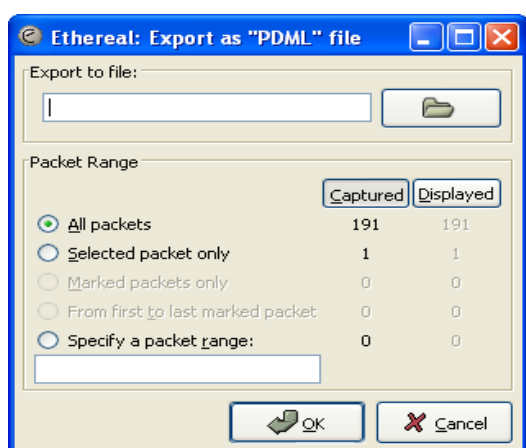 Ethereal: Export as "PDML" file
Export to file:
Packet Range
Captured Displayed
All packets 191 191
Selected packet only 1 1
Marked packets only 0 0
From first to last marked packet 0 0
Specify a packet range: 0 0
OK Cancel